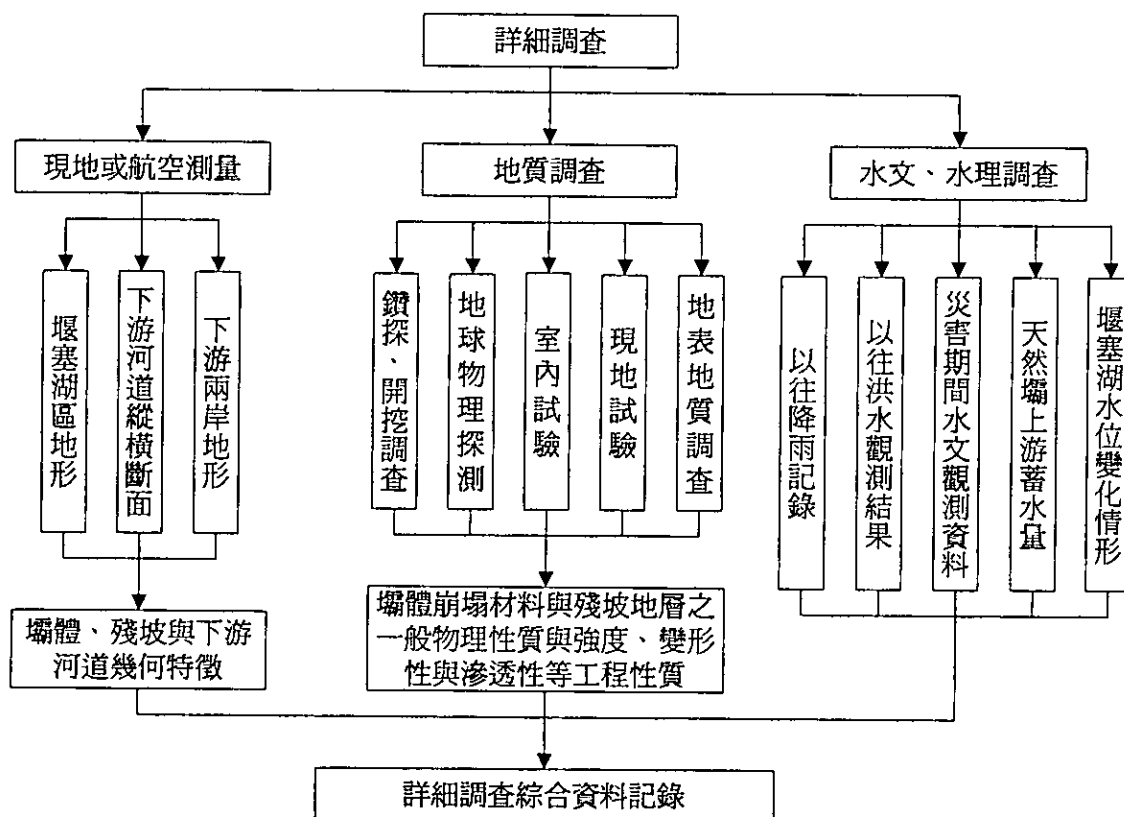 詳細調查
現地或航空測量
地質調查
水文、水理調查
堰塞湖區地形
下游河道縱橫斷面
下游兩岸地形
鑽探、開挖調查
地球物理探測
室內試驗
現地試驗
地表地質調查
以往降雨記錄
以往洪水觀測結果
災害期間水文觀測資料
天然壩上游蓄水量
堰塞湖水位變化情形
壩體、殘坡與下游
河道幾何特徵
壩體崩塌材料與殘坡地層之
一般物理性質與強度、變形
性與滲透性等工程性質
詳細調查綜合資料記錄